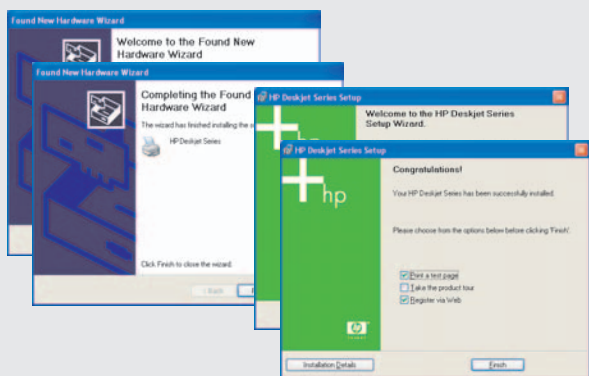 Found New Hardware Wizard
Welcome to the Found New
Hardware Wizard
Found New Hardware Wizard
Completing the Found
Hardware Wizard
The wizard has finished installing the
HP Deskjet Series
Click Finish to close the wizard.
< Back
HP Deskjet Series Setup
Welcome to the HP Deskjet Series
Setup Wizard.
HP Deskjet Series Setup
hp
Congratulations!
Your HP Deskjet Series has been successfully installed.
Please choose from the options below before clicking 'Finish'.
Print a test page
Take the product tour
Register via Web
hp
Installation Details
Finish